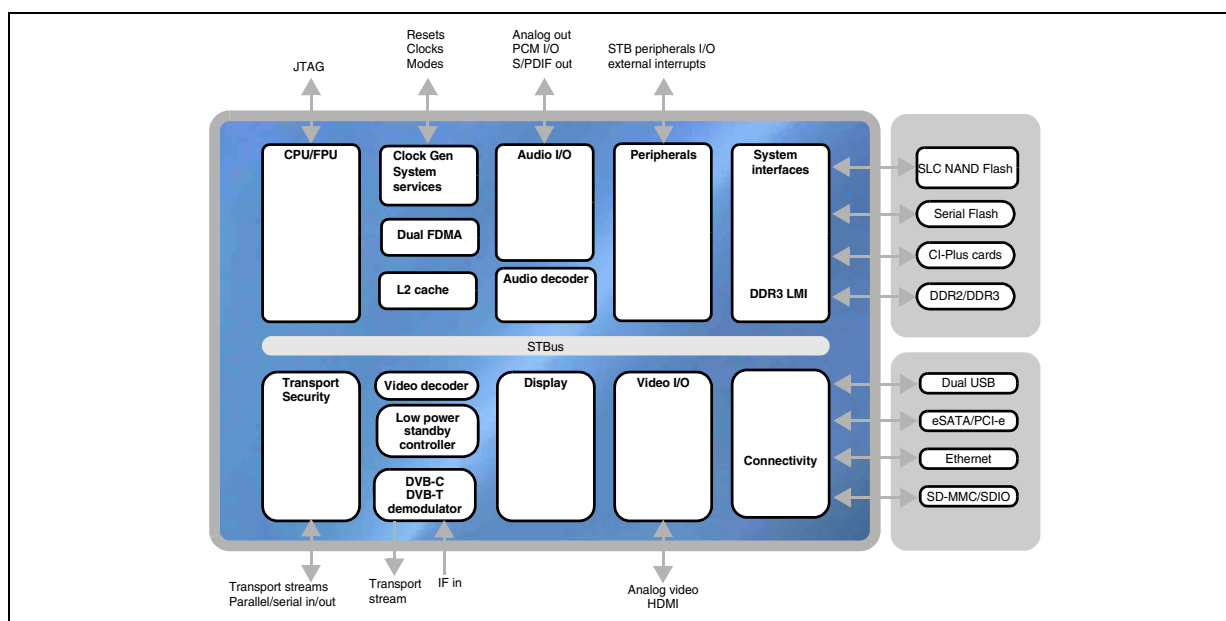 Resets
Clocks
Modes
Analog out
PCM I/O
S/PDIF out
STB peripherals I/O
external interrupts
JTAG
CPU/FPU
Clock Gen
System
services
Audio I/O
Peripherals
System
interfaces
SLC NAND Flash
Dual FDMA
Serial Flash
CI-Plus cards
L2 cache
Audio decoder
DDR3 LMI
DDR2/DDR3
STBus
Transport
Security
Video decoder
Display
Video I/O
Dual USB
Low power
standby
controller
eSATA/PCI-e
Connectivity
Ethernet
DVB-C
DVB-T
demodulator
SD-MMC/SDIO
Transport streams
Parallel/serial in/out
Transport
stream
IF in
Analog video
HDMI